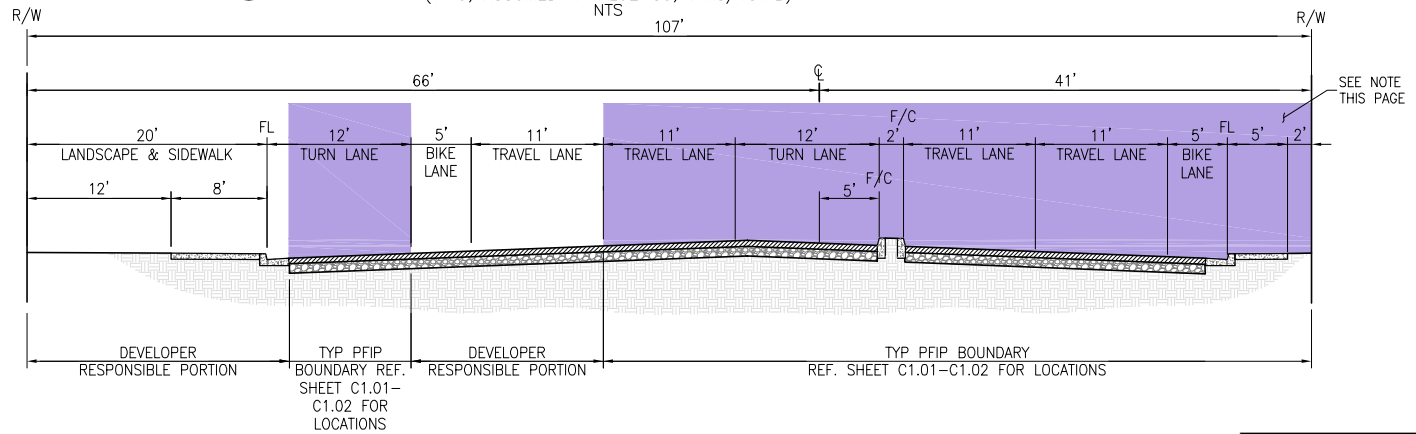 NTS
R/W
R/W
107'
66'
℄
41'
SEE NOTE
THIS PAGE
F/C
20'
FL
12'
5'
11'
11'
12'
2'
11'
11'
5'
FL
5'
2'
LANDSCAPE & SIDEWALK
TURN LANE
BIKE
LANE
TRAVEL LANE
TRAVEL LANE
TURN LANE
TRAVEL LANE
TRAVEL LANE
BIKE
LANE
12'
8'
5'
F/C
DEVELOPER
RESPONSIBLE PORTION
TYP PFIP
BOUNDARY REF.
SHEET C1.01–
C1.02 FOR
LOCATIONS
DEVELOPER
RESPONSIBLE PORTION
TYP PFIP BOUNDARY
REF. SHEET C1.01–C1.02 FOR LOCATIONS